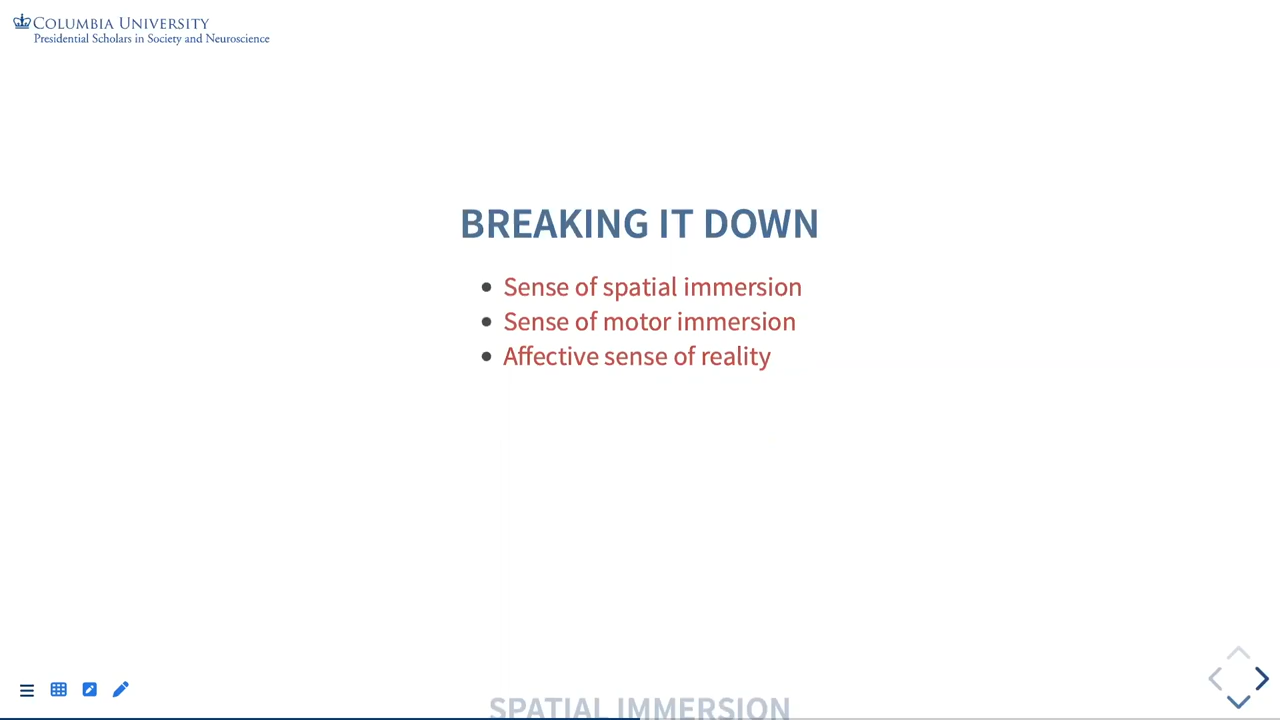 COLUMBIA UNIVERSITY
Presidential Scholars in Society and Neuroscience
BREAKING IT DOWN
• Sense of spatial immersion
• Sense of motor immersion
• Affective sense of reality
SPATIAL IMMERSION